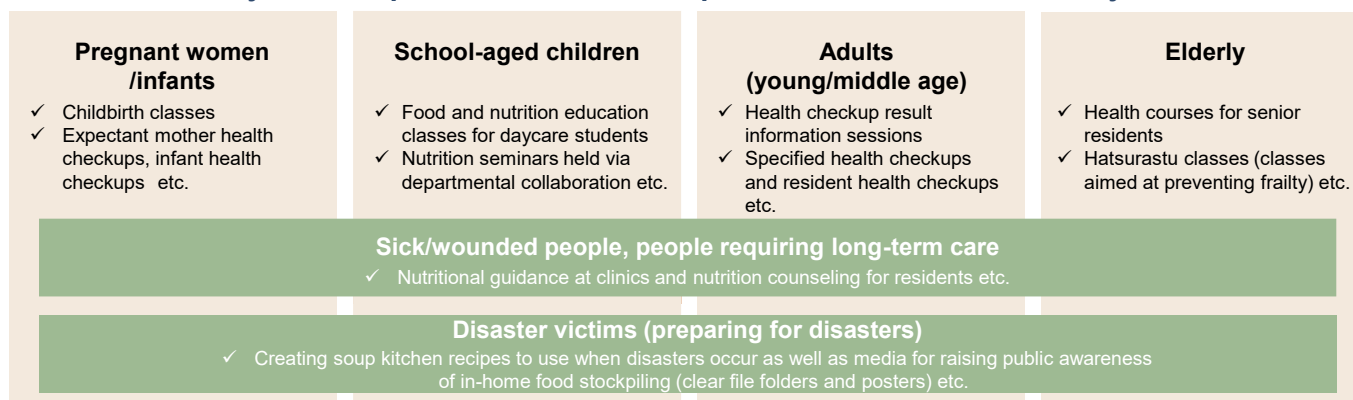 Pregnant women
/infants
✓ Childbirth classes
✓ Expectant mother health
checkups, infant health
checkups etc.
School-aged children
✓ Food and nutrition education
classes for daycare students
✓ Nutrition seminars held via
departmental collaboration etc.
Adults
(young/middle age)
✓ Health checkup result
information sessions
✓ Specified health checkups
and resident health checkups
etc.
Elderly
✓ Health courses for senior
residents
✓ Hatsurastu classes (classes
aimed at preventing frailty) etc.
Sick/wounded people, people requiring long-term care
✓ Nutritional guidance at clinics and nutrition counseling for residents etc.
Disaster victims (preparing for disasters)
✓ Creating soup kitchen recipes to use when disasters occur as well as media for raising public awareness
of in-home food stockpiling (clear file folders and posters) etc.